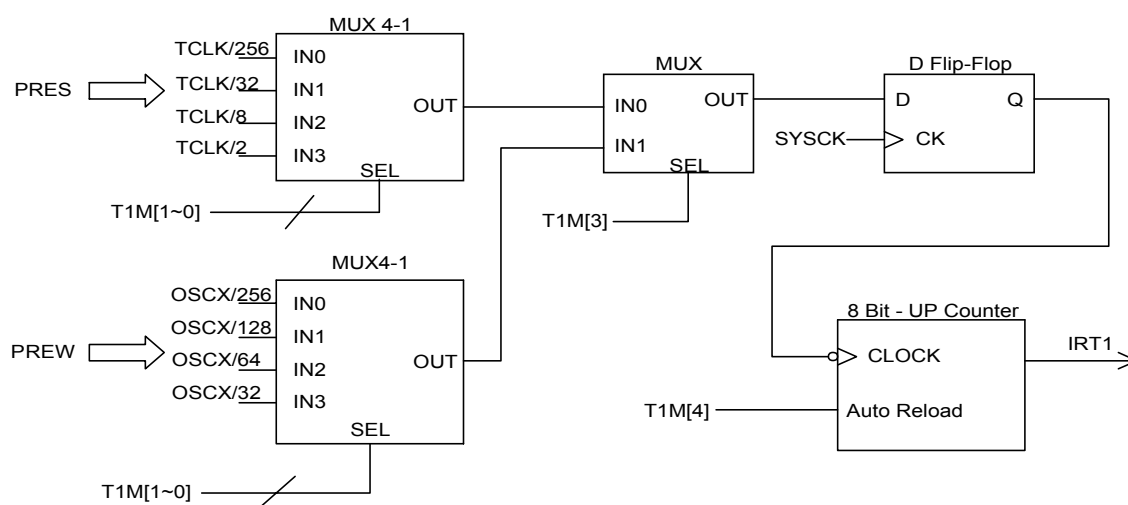 MUX 4-1
PRES
TCLK/256
TCLK/32
TCLK/8
TCLK/2
IN0
IN1
IN2
IN3
OUT
SEL
T1M[1~0]
MUX4-1
PREW
OSCX/256
OSCX/128
OSCX/64
OSCX/32
IN0
IN1
IN2
IN3
OUT
SEL
T1M[1~0]
MUX
IN0
IN1
OUT
SEL
T1M[3]
D Flip-Flop
D
Q
SYSCK
CK
8 Bit - UP Counter
CLOCK
IRT1
T1M[4]
Auto Reload